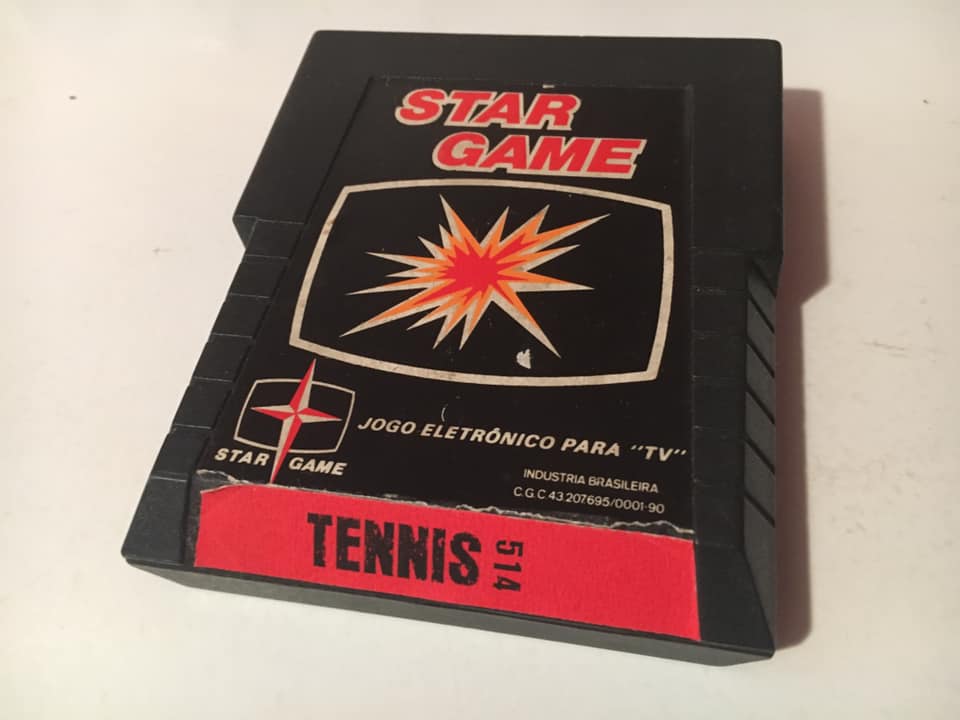 STAR
GAME
JOGO ELETRÔNICO PARA "TV"
STAR GAME
INDUSTRIA BRASILEIRA
C.G.C 43.207695/0001-90
TENNIS 514